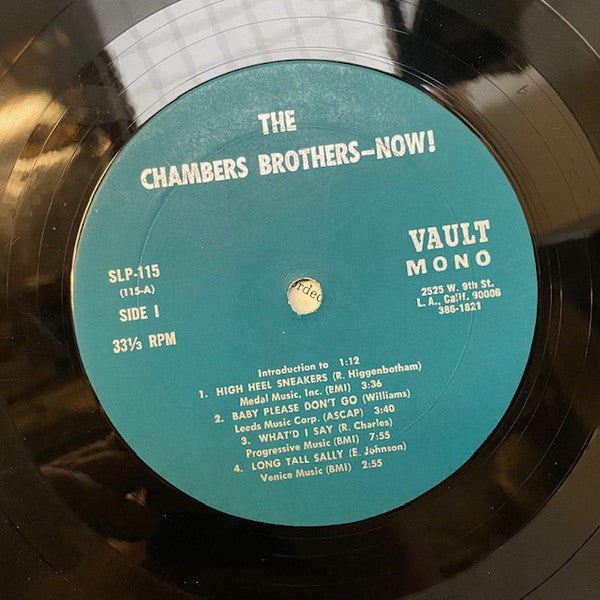 THE
CHAMBERS BROTHERS—NOW!
VAULT
MONO
2525 W. 9th St.
L. A., Calif. 90006
386-1821
SLP-115
(115-A)
SIDE I
33⅓ RPM
rdec
Introduction to 1:12
1. HIGH HEEL SNEAKERS (R. Higgenbotham)
Medal Music, Inc. (BMI) 3:36
2. BABY PLEASE DON'T GO (Williams)
Leeds Music Corp. (ASCAP) 3:40
3. WHAT'D I SAY (R. Charles)
Progressive Music (BMI) 7:55
4. LONG TALL SALLY (E. Johnson)
Venice Music (BMI) 2:55